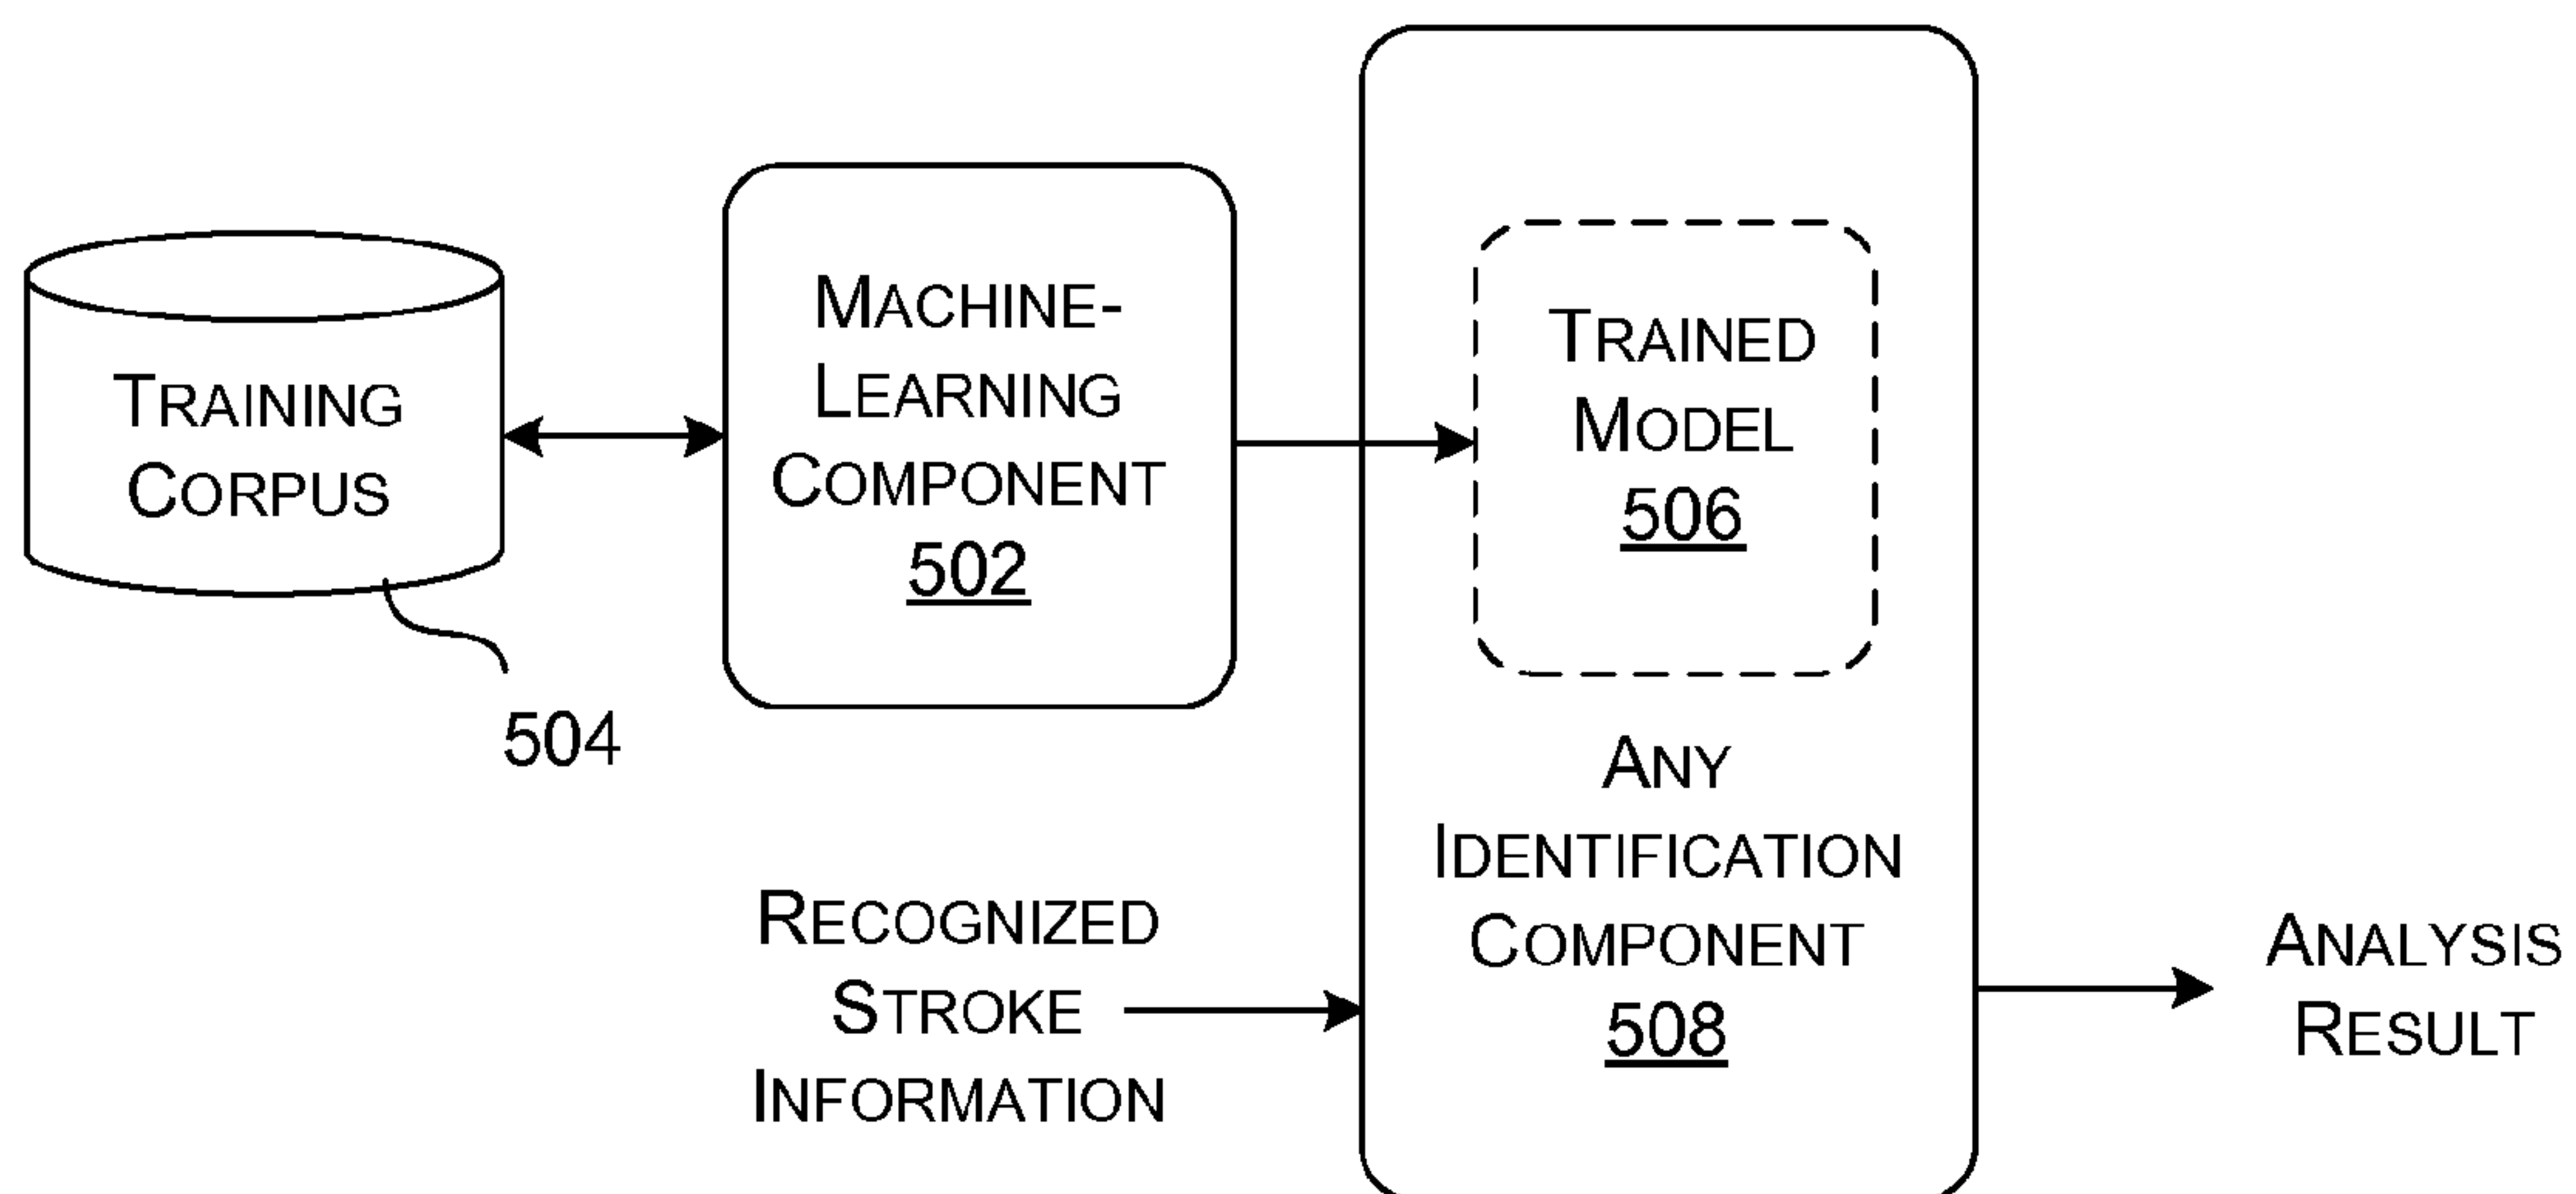 TRAINING
CORPUS
504
MACHINE-
LEARNING
COMPONENT
502
TRAINED
MODEL
506
ANY
IDENTIFICATION
COMPONENT
508
RECOGNIZED
STROKE
INFORMATION
ANALYSIS
RESULT